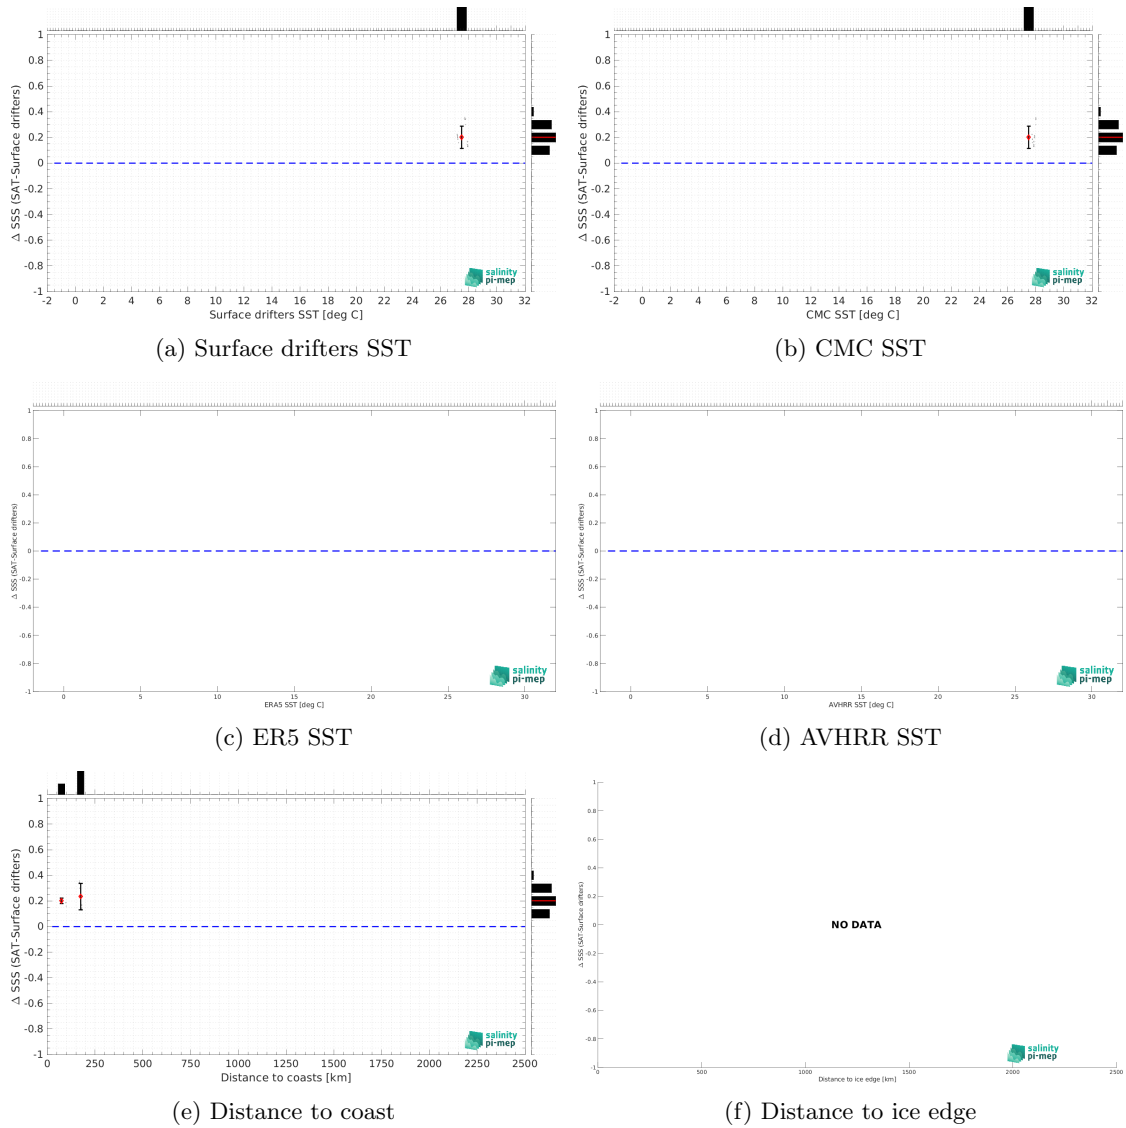 1
0.8
0.6
0.4
0.2
0
-0.2
-0.4
-0.6
-0.8
-1
Δ SSS (SAT-Surface drifters)
-2 0 2 4 6 8 10 12 14 16 18 20 22 24 26 28 30 32
Surface drifters SST [deg C]
salinity
pi-mep
(a) Surface drifters SST
1
0.8
0.6
0.4
0.2
0
-0.2
-0.4
-0.6
-0.8
-1
Δ SSS (SAT-Surface drifters)
-2 0 2 4 6 8 10 12 14 16 18 20 22 24 26 28 30 32
CMC SST [deg C]
salinity
pi-mep
(b) CMC SST
1
0.8
0.6
0.4
0.2
0
-0.2
-0.4
-0.6
-0.8
-1
Δ SSS (SAT-Surface drifters)
0 5 10 15 20 25 30
ERA5 SST [deg C]
salinity
pi-mep
(c) ER5 SST
1
0.8
0.6
0.4
0.2
0
-0.2
-0.4
-0.6
-0.8
-1
Δ SSS (SAT-Surface drifters)
0 5 10 15 20 25 30
AVHRR SST [deg C]
salinity
pi-mep
(d) AVHRR SST
1
0.8
0.6
0.4
0.2
0
-0.2
-0.4
-0.6
-0.8
-1
Δ SSS (SAT-Surface drifters)
0 250 500 750 1000 1250 1500 1750 2000 2250 2500
Distance to coasts [km]
salinity
pi-mep
(e) Distance to coast
1
0.8
0.6
0.4
0.2
0
-0.2
-0.4
-0.6
-0.8
-1
Δ SSS (SAT-Surface drifters)
NO DATA
0 500 1000 1500 2000 2500
Distance to ice edge [km]
salinity
pi-mep
(f) Distance to ice edge